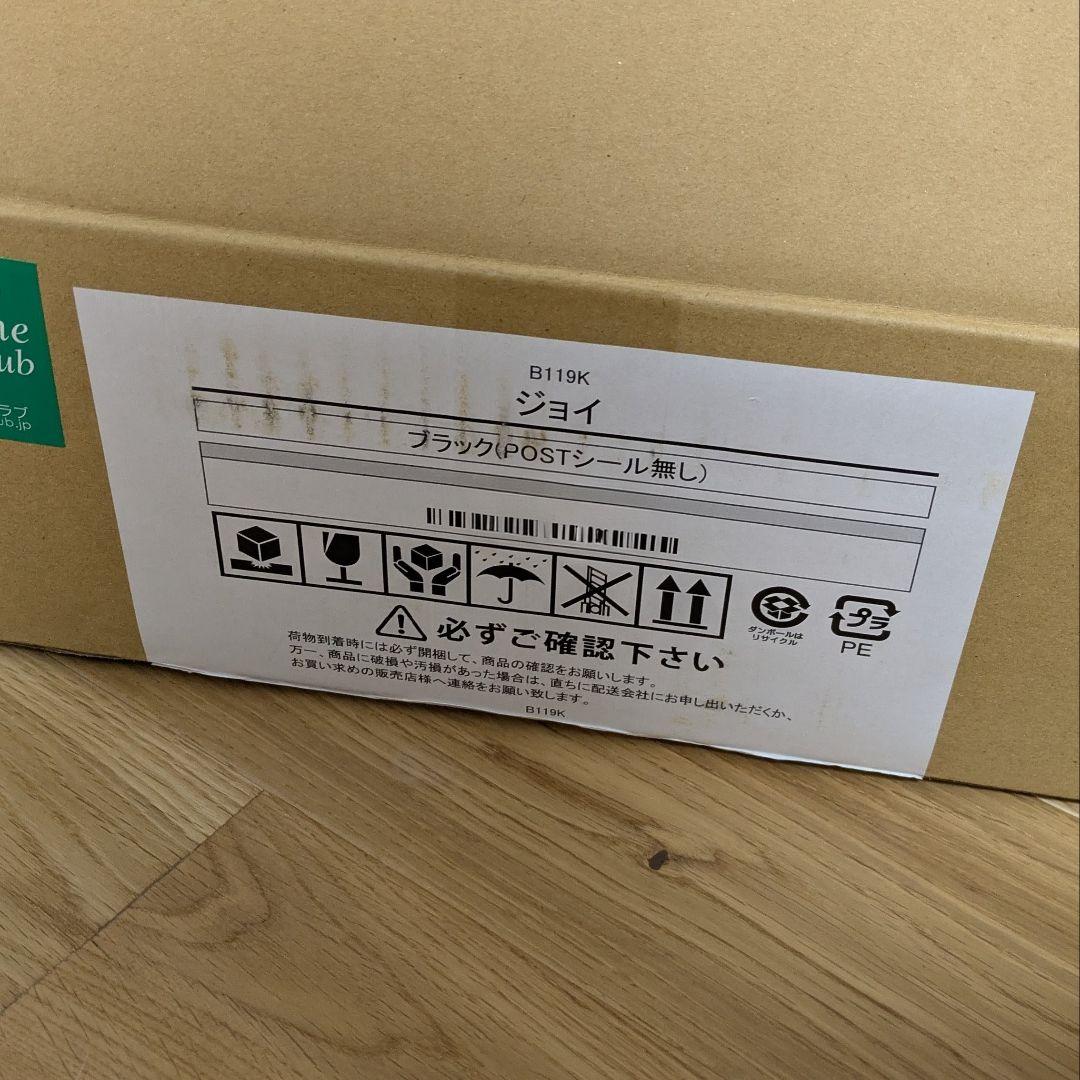 ne
ub
ラブ
ub.jp
B119K
ジョイ
ブラック(POSTシール無し)
ダンボールは
リサイクル
プラ
PE
必ずご確認下さい
荷物到着時には必ず開梱して、商品の確認をお願いします。
万一、商品に破損や汚損があった場合は、直ちに配送会社にお申し出いただくか、
お買い求めの販売店様へ連絡をお願い致します。
B119K